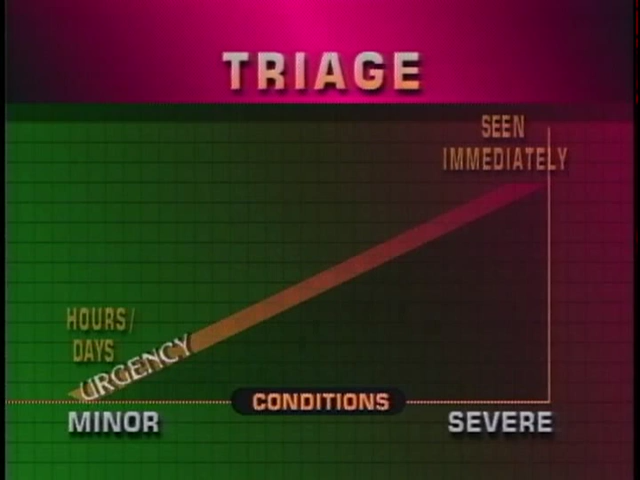 TRIAGE
SEEN
IMMEDIATELY
HOURS/
DAYS
URGENCY
CONDITIONS
MINOR
SEVERE